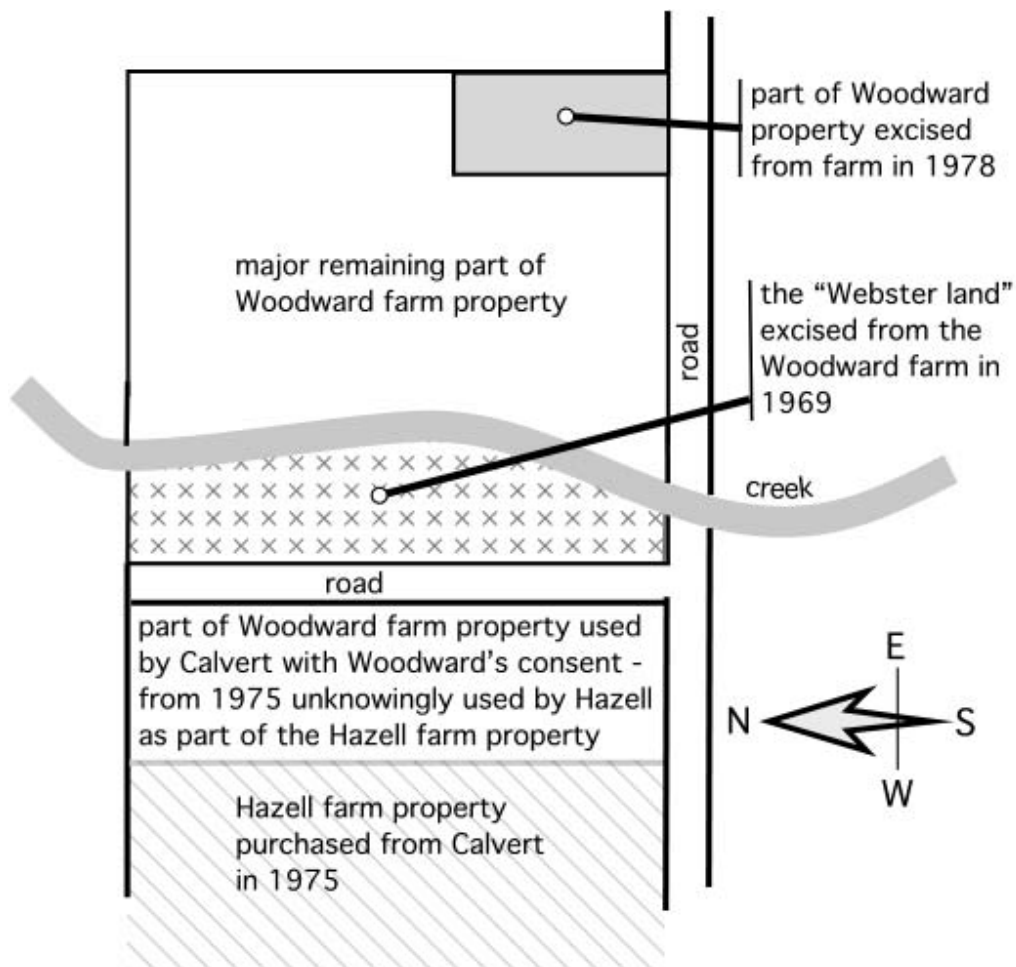 part of Woodward
property excised
from farm in 1978
major remaining part of
Woodward farm property
the “Webster land”
excised from the
Woodward farm in
1969
road
creek
road
part of Woodward farm property used
by Calvert with Woodward’s consent -
from 1975 unknowingly used by Hazell
as part of the Hazell farm property
E
N
S
W
Hazell farm property
purchased from Calvert
in 1975